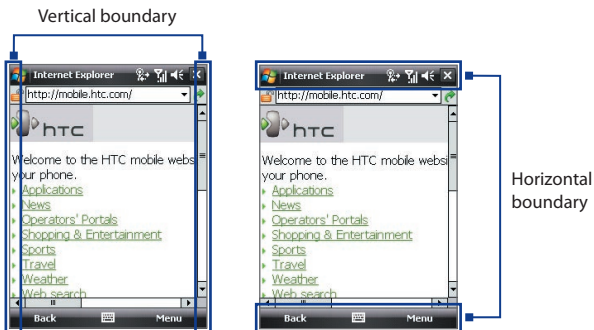 Vertical boundary
Internet Explorer
http://mobile.htc.com/
hTC
Welcome to the HTC mobile websi
your phone.
Applications
News
Operators' Portals
Shopping & Entertainment
Sports
Travel
Weather
Web search
Back Menu
Internet Explorer
http://mobile.htc.com/
hTC
Welcome to the HTC mobile websi
your phone.
Applications
News
Operators' Portals
Shopping & Entertainment
Sports
Travel
Weather
Web search
Back Menu
Horizontal
boundary